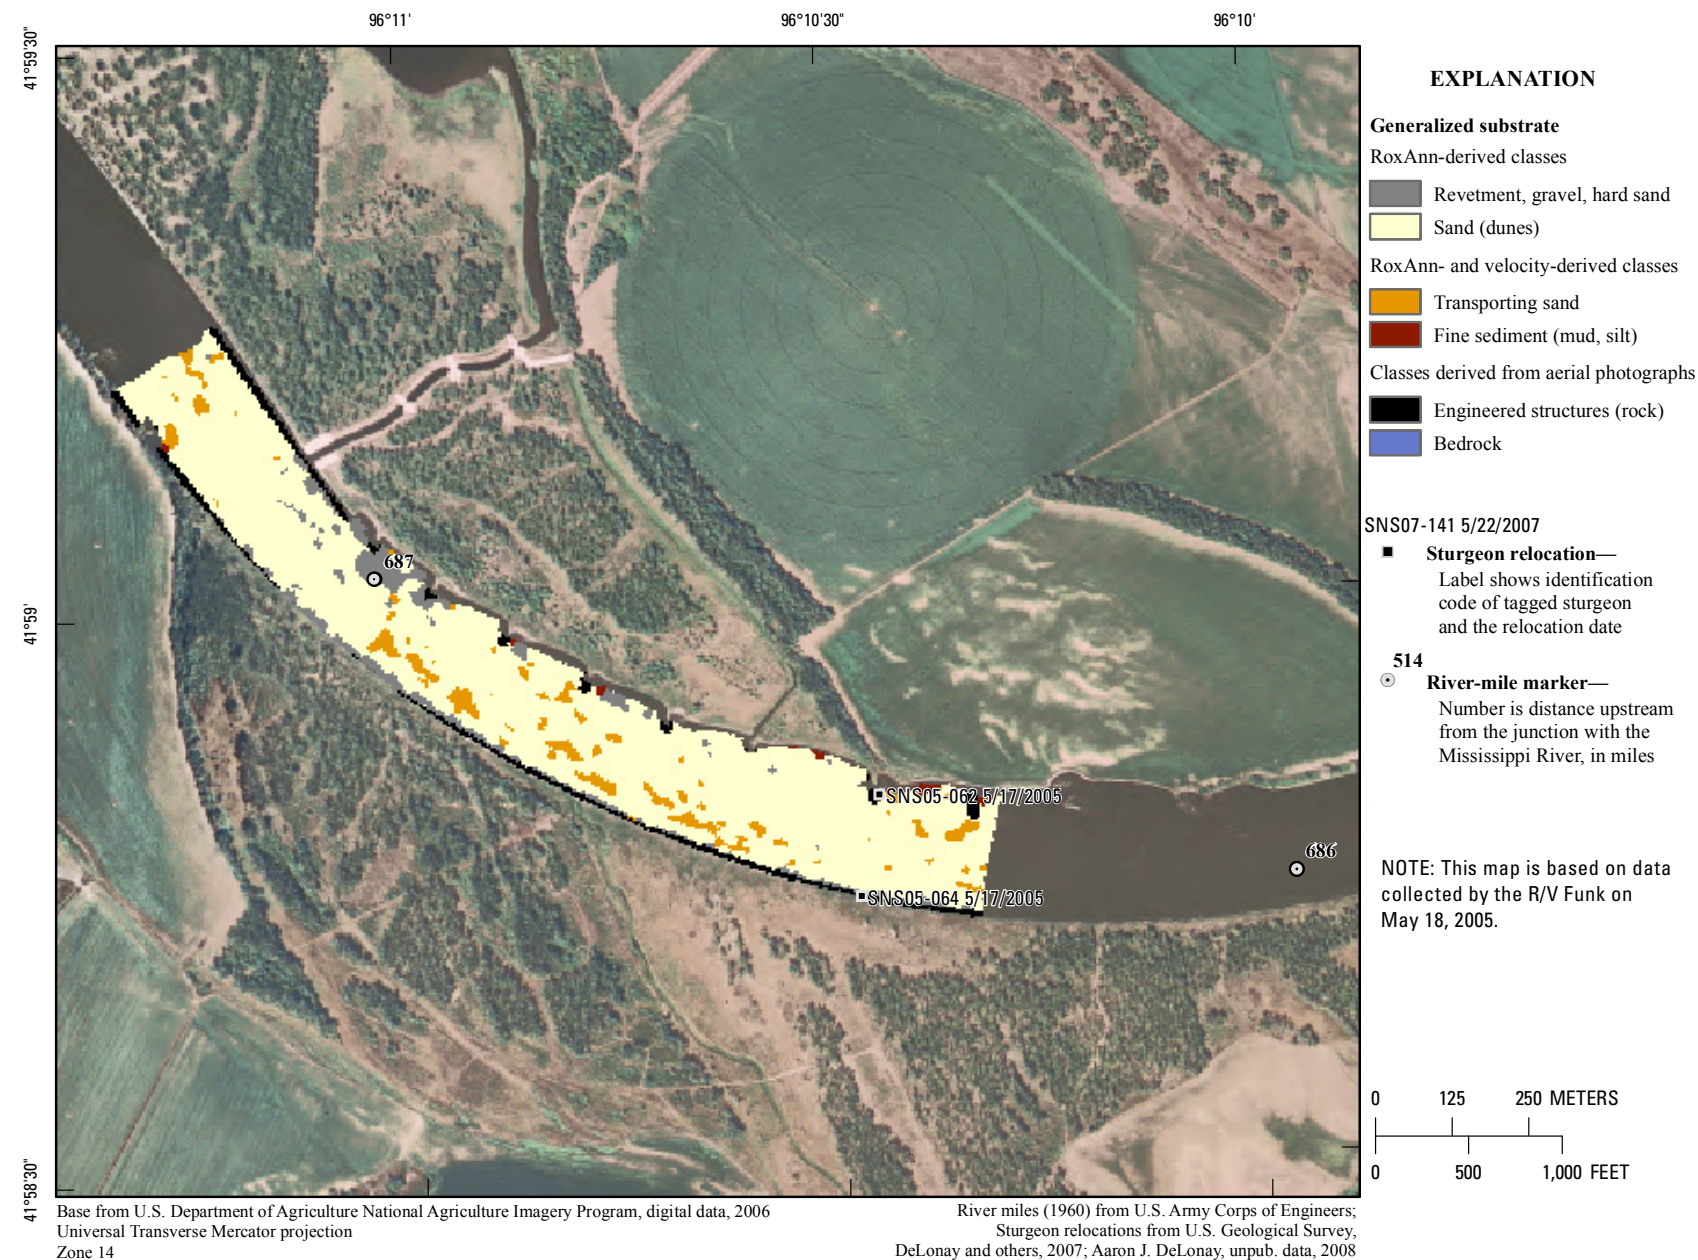 96°11'
96°10'30"
96°10'
41°59'30"
41°59'
41°58'30"
687
SNS05-062 5/17/2005
686
SNS05-064 5/17/2005
EXPLANATION
Generalized substrate
RoxAnn-derived classes
Revetment, gravel, hard sand
Sand (dunes)
RoxAnn- and velocity-derived classes
Transporting sand
Fine sediment (mud, silt)
Classes derived from aerial photographs
Engineered structures (rock)
Bedrock
SNS07-141 5/22/2007
Sturgeon relocation—
Label shows identification
code of tagged sturgeon
and the relocation date
514
River-mile marker—
Number is distance upstream
from the junction with the
Mississippi River, in miles
NOTE: This map is based on data
collected by the R/V Funk on
May 18, 2005.
0 125 250 METERS
0 500 1,000 FEET
Base from U.S. Department of Agriculture National Agriculture Imagery Program, digital data, 2006
Universal Transverse Mercator projection
Zone 14
River miles (1960) from U.S. Army Corps of Engineers;
Sturgeon relocations from U.S. Geological Survey,
DeLonay and others, 2007; Aaron J. DeLonay, unpub. data, 2008